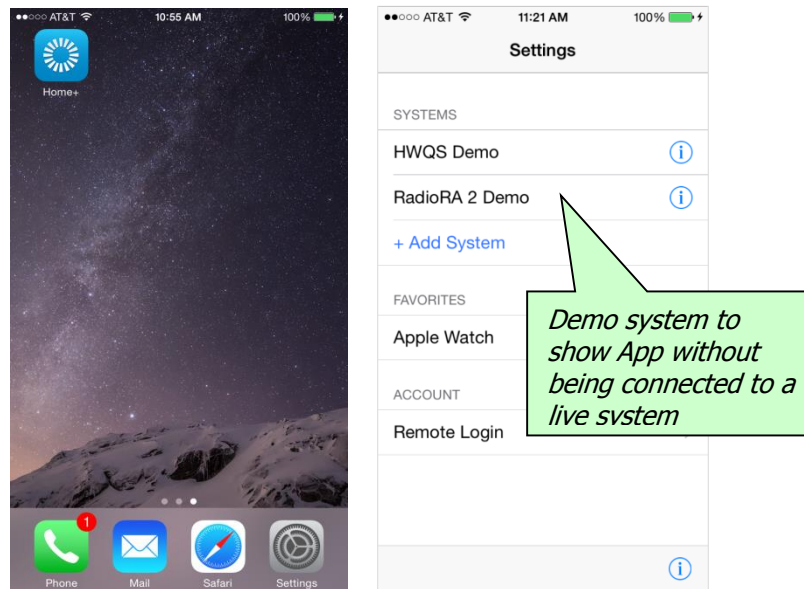 AT&T 10:55 AM 100%
Home+
1
Phone Mail Safari Settings
AT&T 11:21 AM 100%
Settings
SYSTEMS
HWQS Demo
RadioRA 2 Demo
+ Add System
FAVORITES
Apple Watch
ACCOUNT
Remote Login
Demo system to
show App without
being connected to a
live system